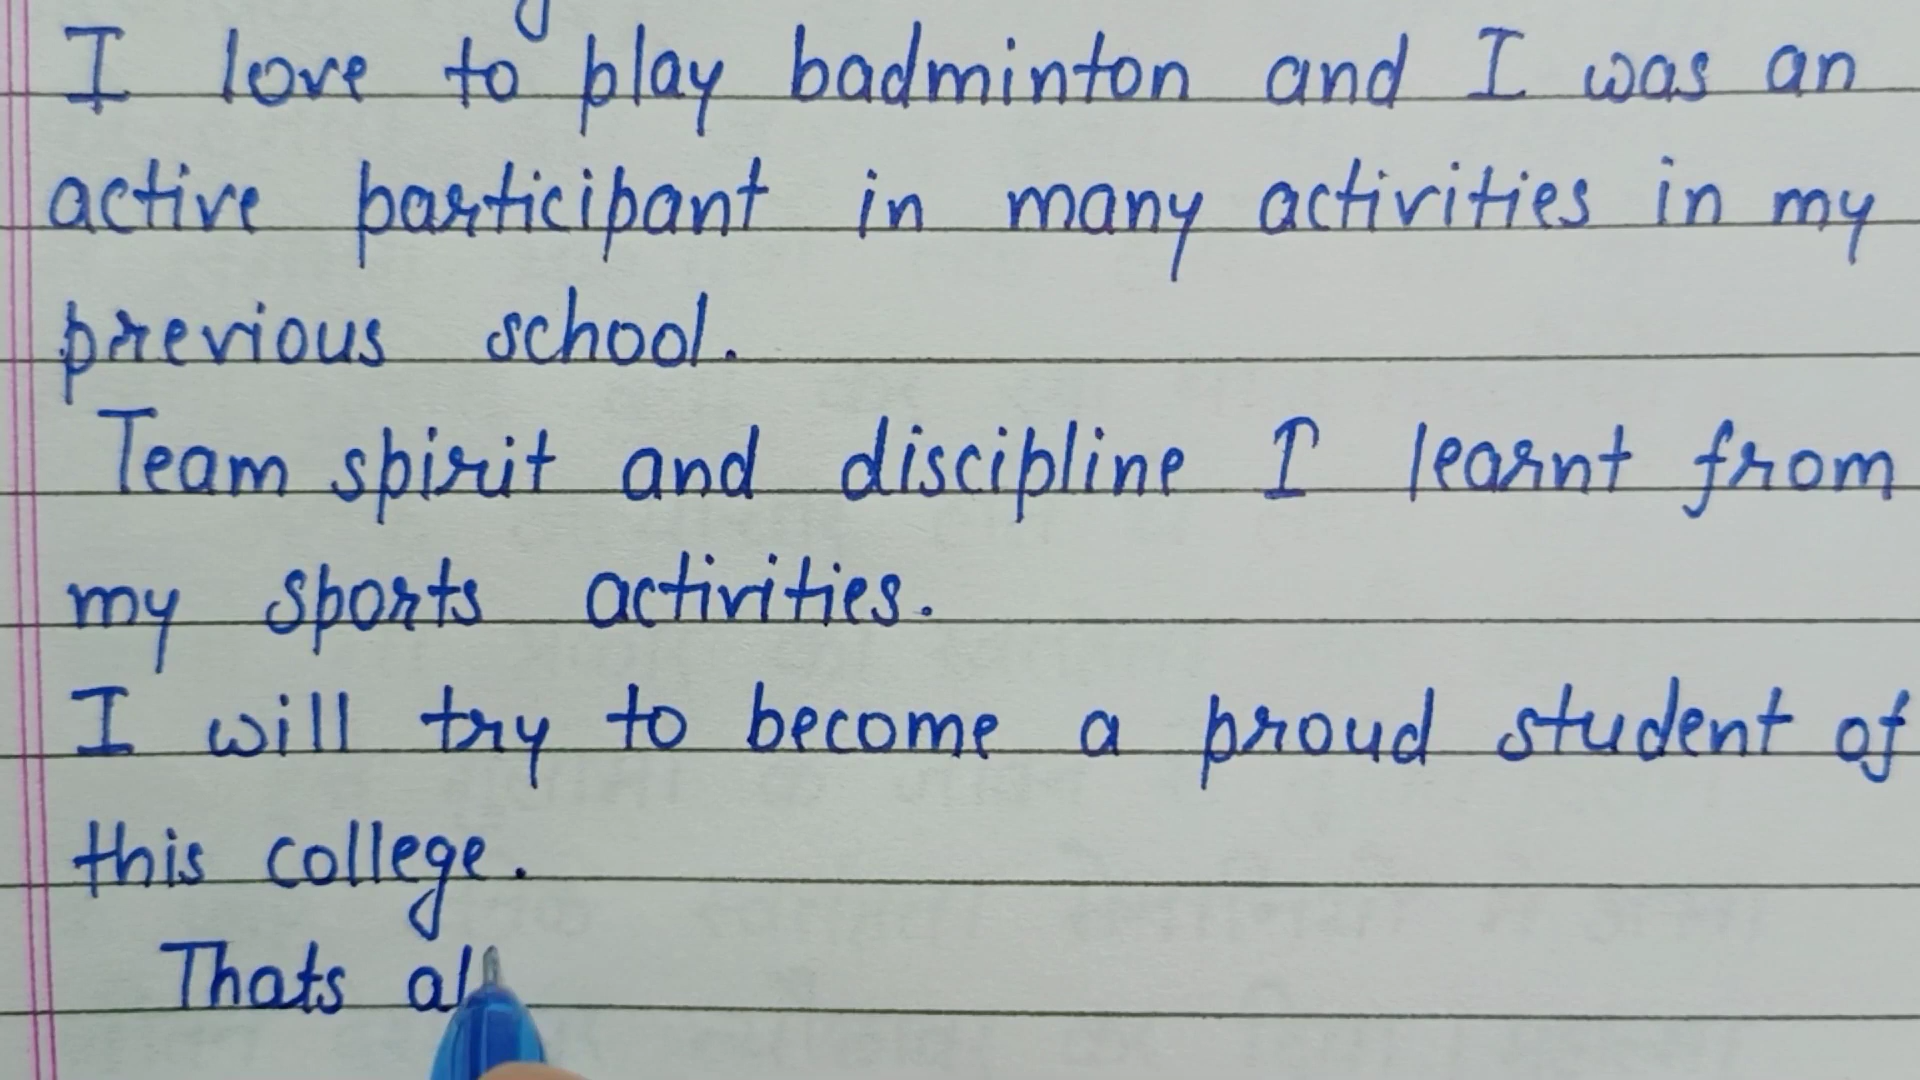 I love to play badminton and I was an
active participant in many activities in my
previous school.
Team spirit and discipline I learnt from
my sports activities.
I will try to become a proud student of
this college.
Thats al